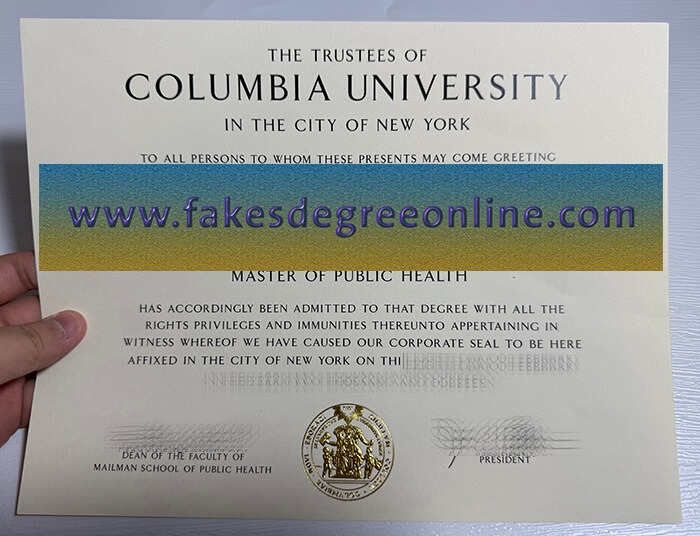 THE TRUSTEES OF
COLUMBIA UNIVERSITY
IN THE CITY OF NEW YORK
TO ALL PERSONS TO WHOM THESE PRESENTS MAY COME GREETING
www.fakesdegreeonline.com
MASTER OF PUBLIC HEALTH
HAS ACCORDINGLY BEEN ADMITTED TO THAT DEGREE WITH ALL THE
RIGHTS PRIVILEGES AND IMMUNITIES THEREUNTO APPERTAINING IN
WITNESS WHEREOF WE HAVE CAUSED OUR CORPORATE SEAL TO BE HERE
AFFIXED IN THE CITY OF NEW YORK ON
DEAN OF THE FACULTY OF
MAILMAN SCHOOL OF PUBLIC HEALTH
PRESIDENT